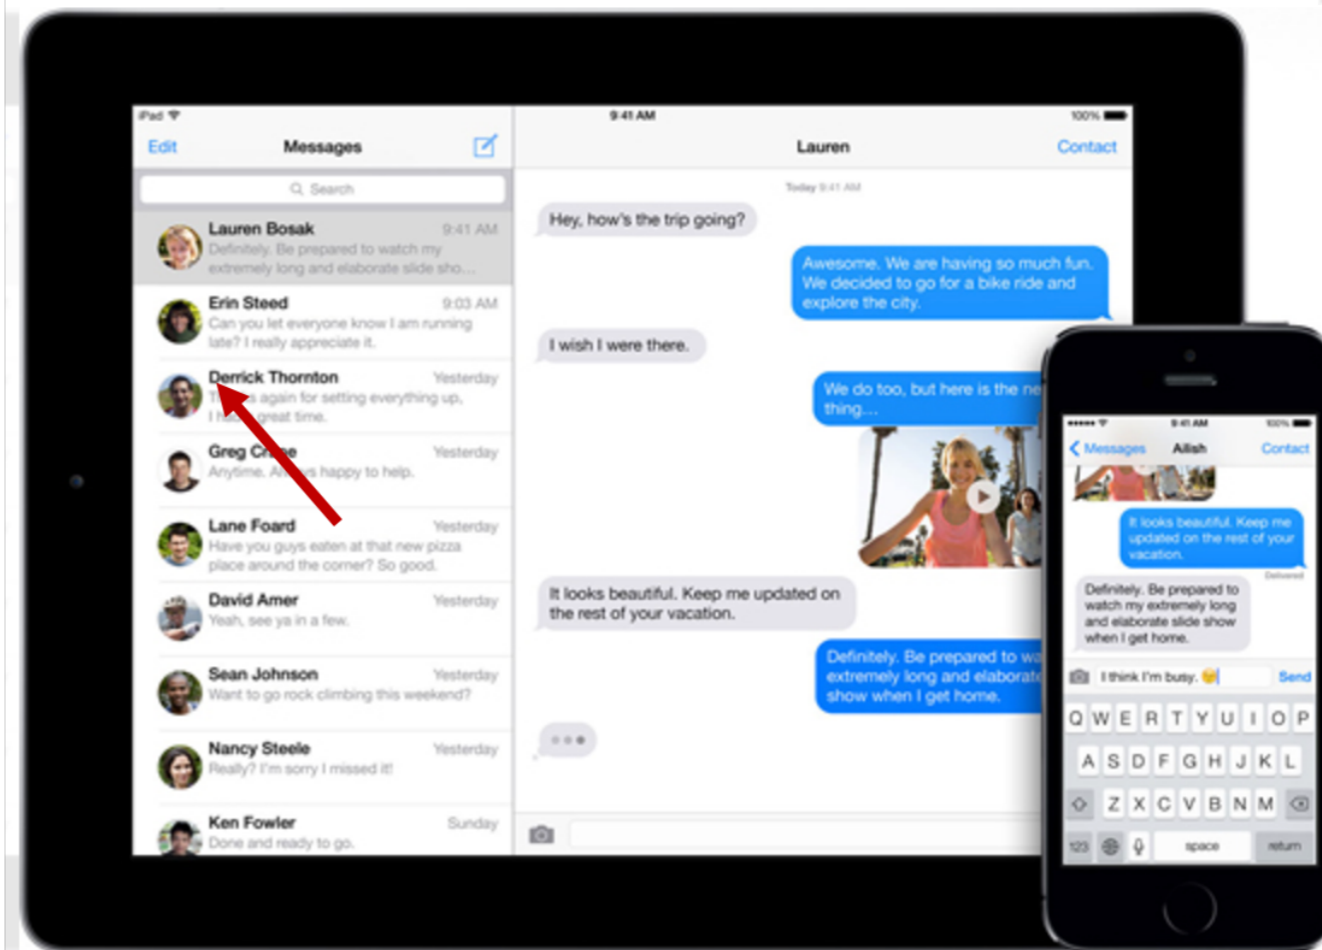 iPad
9:41 AM
100%
Edit
Messages
Lauren
Contact
Search
Lauren Bosak
9:41 AM
Definitely. Be prepared to watch my
extremely long and elaborate slide sho...
Erin Steed
9:03 AM
Can you let everyone know I am running
late? I really appreciate it.
Derrick Thornton
Yesterday
again for setting everything up,
I great time.
Greg
Yesterday
Anytime. happy to help.
Lane Foard
Yesterday
Have you guys eaten at that new pizza
place around the corner? So good.
David Amer
Yesterday
Yeah, see ya in a few.
Sean Johnson
Yesterday
Want to go rock climbing this weekend?
Nancy Steele
Yesterday
Really? I'm sorry I missed it!
Ken Fowler
Sunday
Done and ready to go.
Today 9:41 AM
Hey, how's the trip going?
Awesome. We are having so much fun.
We decided to go for a bike ride and
explore the city.
I wish I were there.
We do too, but here is the
thing...
It looks beautiful. Keep me updated on
the rest of your vacation.
Definitely. Be prepared to
extremely long and elaborate
show when I get home.
9:41 AM
100%
Messages
Ailish
Contact
It looks beautiful. Keep me
updated on the rest of your
vacation.
Delivered
Definitely. Be prepared to
watch my extremely long
and elaborate slide show
when I get home.
I think I'm busy. 😁
Send
Q W E R T Y U I O P
A S D F G H J K L
Z X C V B N M
123
space
return